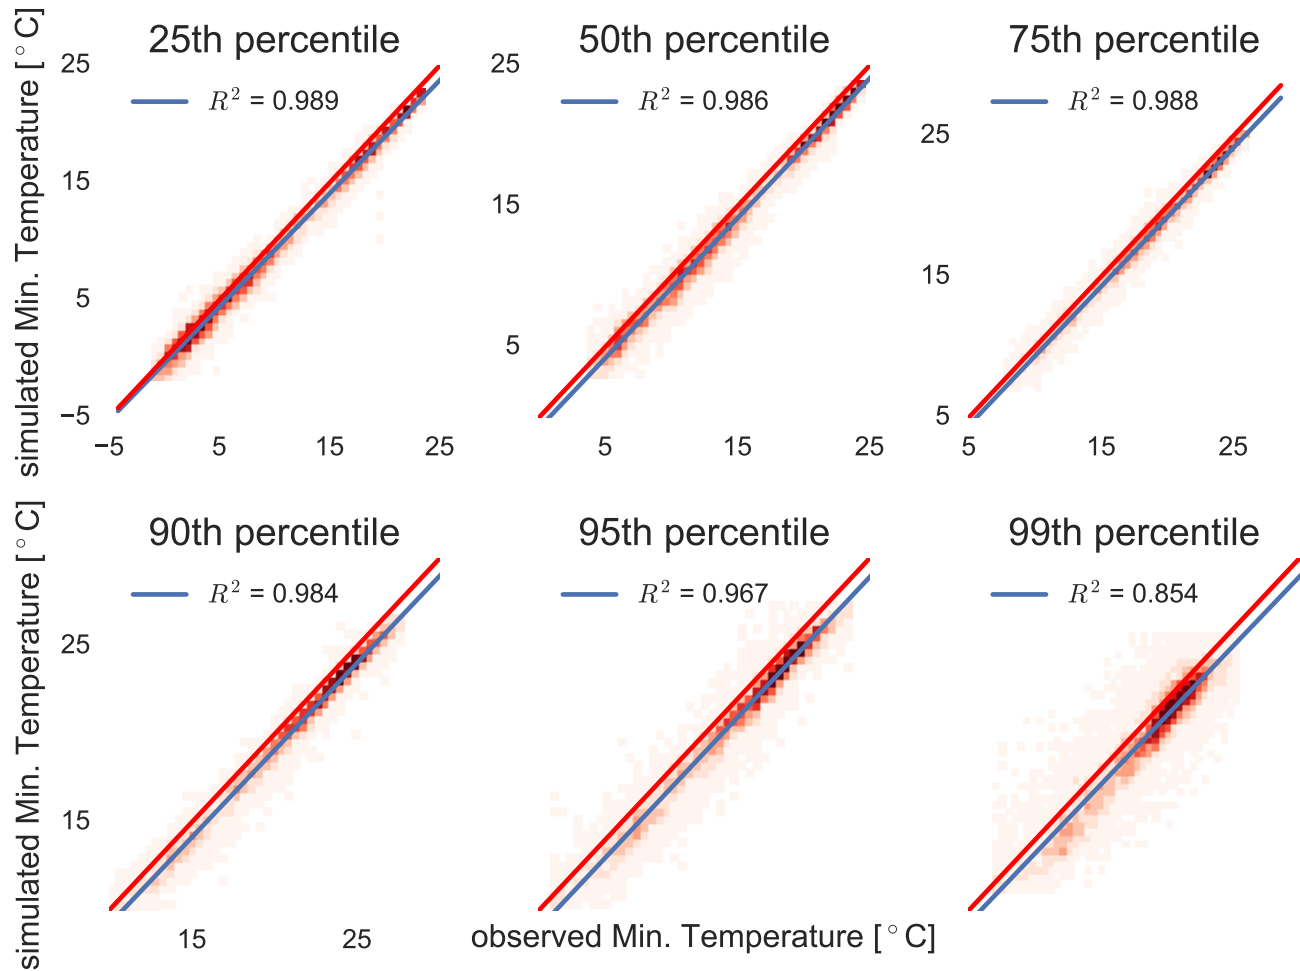 simulated Min. Temperature [°C]
25th percentile
R² = 0.989
25
15
5
−5
−5 5 15 25
50th percentile
R² = 0.986
25
15
5
5 15 25
75th percentile
R² = 0.988
25
15
5
5 15 25
simulated Min. Temperature [°C]
90th percentile
R² = 0.984
25
15
15 25
95th percentile
R² = 0.967
99th percentile
R² = 0.854
observed Min. Temperature [°C]